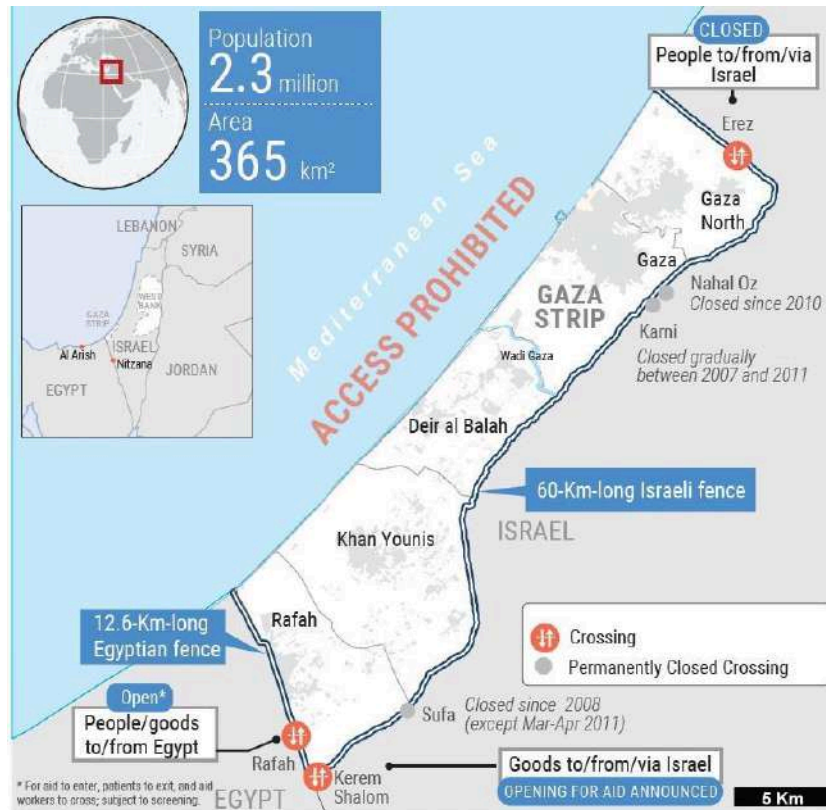 Population
2.3 million
Area
365 km²
CLOSED
People to/from/via
Israel
Erez
Mediterranean Sea
ACCESS PROHIBITED
Gaza
North
Gaza
GAZA
STRIP
Nahal Oz
Closed since 2010
Karni
Closed gradually
between 2007 and 2011
Wadi Gaza
LEBANON
SYRIA
WEST
BANK
GAZA
STRIP
Al Arish
ISRAEL
Nitzana
JORDAN
EGYPT
Deir al Balah
60-Km-long Israeli fence
ISRAEL
Khan Younis
Rafah
12.6-Km-long
Egyptian fence
Crossing
Permanently Closed Crossing
Open*
People/goods
to/from Egypt
Rafah
Sufa
Closed since 2008
(except Mar-Apr 2011)
Kerem
Shalom
Goods to/from/via Israel
OPENING FOR AID ANNOUNCED
* For aid to enter, patients to exit, and aid
workers to cross; subject to screening.
EGYPT
5 Km